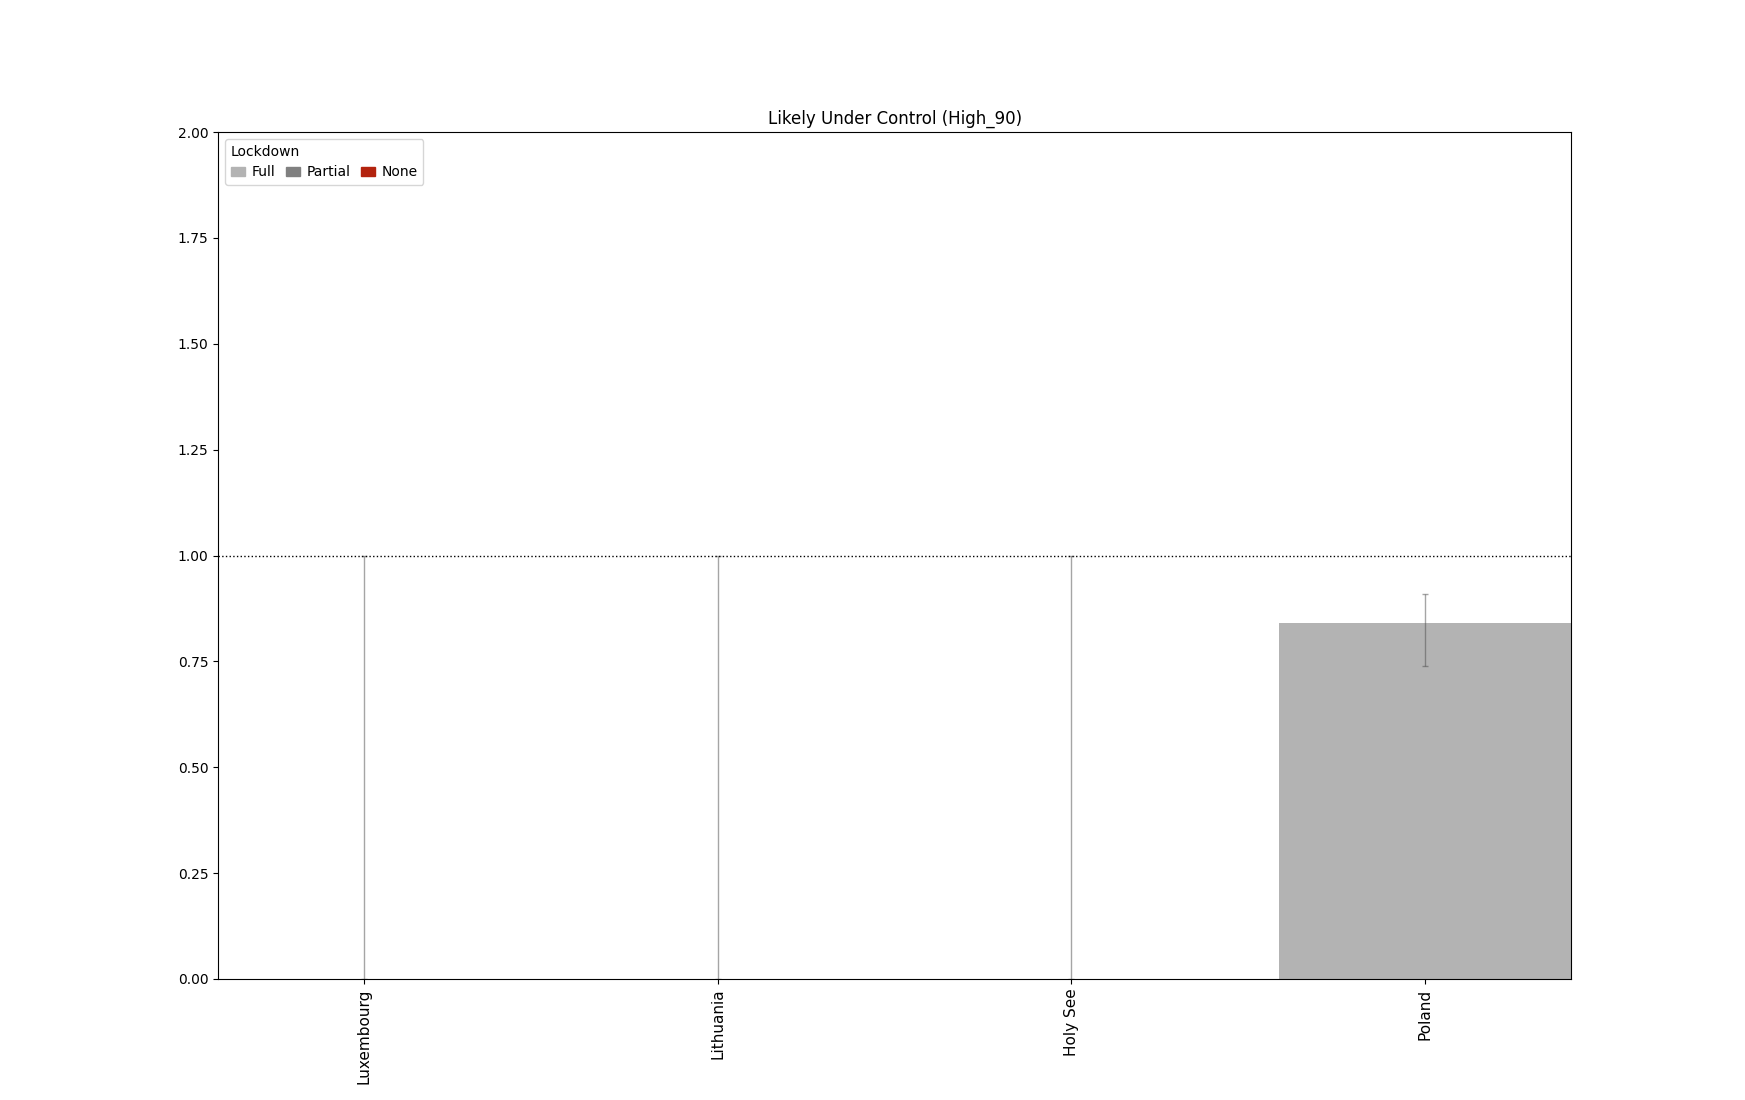 Likely Under Control (High_90)
2.00
Lockdown
Full Partial None
1.75
1.50
1.25
1.00
0.75
0.50
0.25
0.00
Luxembourg
Lithuania
Holy See
Poland